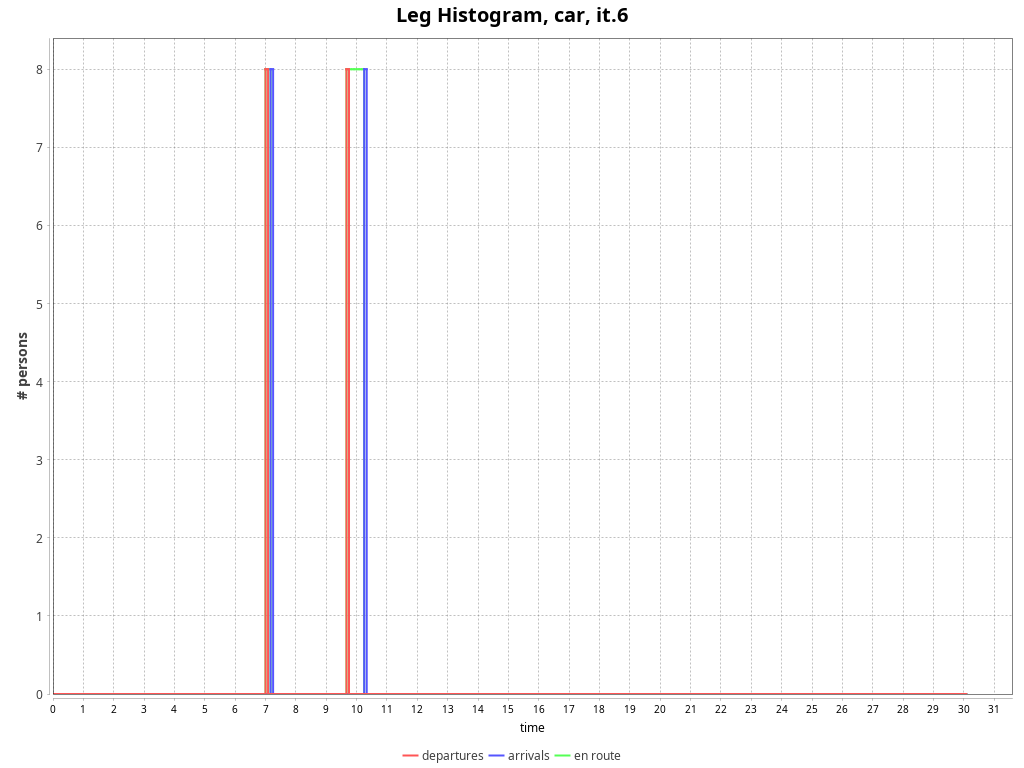 Leg Histogram, car, it.6
8
7
6
5
4
3
2
1
0
# persons
0 1 2 3 4 5 6 7 8 9 10 11 12 13 14 15 16 17 18 19 20 21 22 23 24 25 26 27 28 29 30 31
time
departures arrivals en route